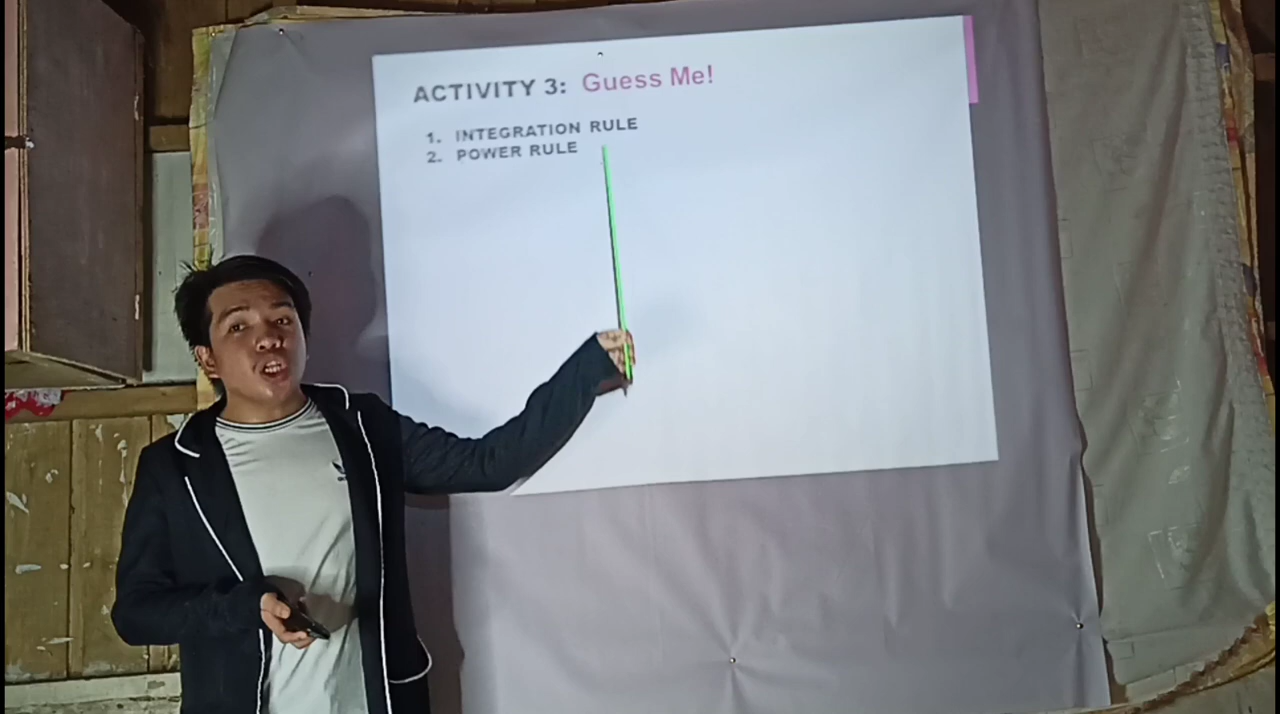 ACTIVITY 3: Guess Me!
1. INTEGRATION RULE
2. POWER RULE